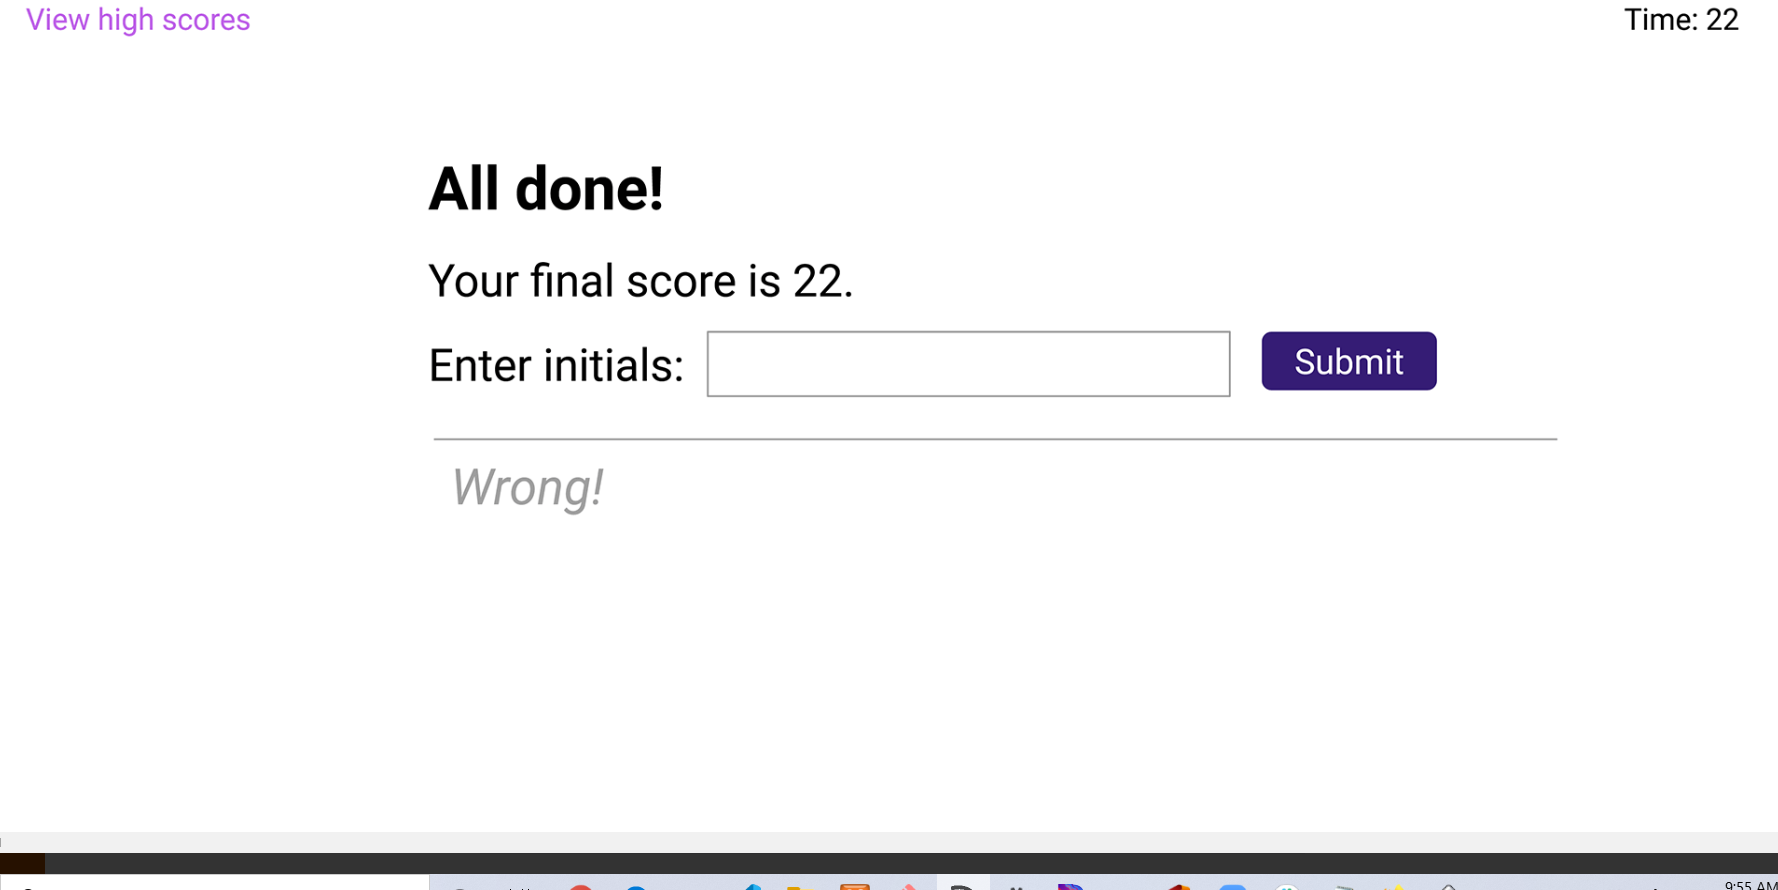 View high scores
Time: 22
All done!
Your final score is 22.
Enter initials:
Submit
Wrong!
9:55 AM